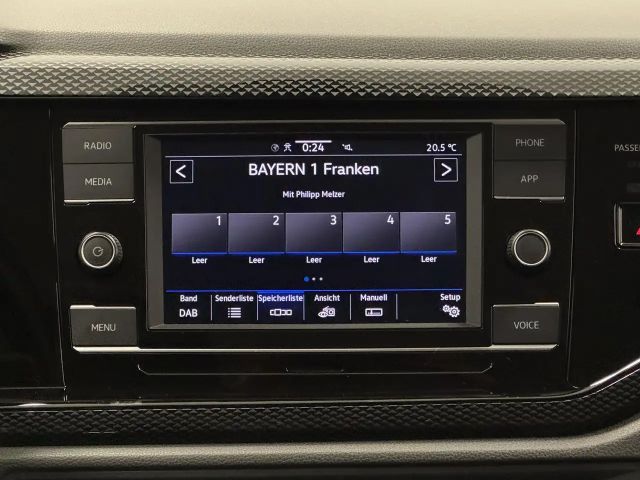 RADIO
MEDIA
MENU
0:24
20.5 °C
<
BAYERN 1 Franken
>
Mit Philipp Melzer
1 2 3 4 5
Leer Leer Leer Leer Leer
Band Senderliste Speicherliste Ansicht Manuell Setup
DAB
PHONE
APP
VOICE